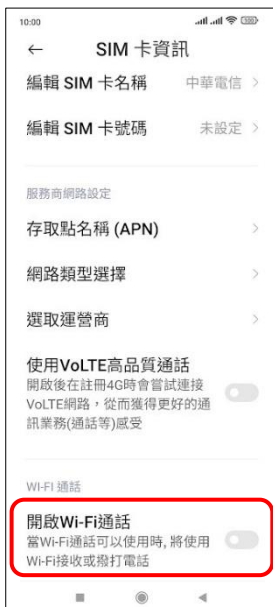 10:00
SIM 卡資訊
編輯 SIM 卡名稱 中華電信
編輯 SIM 卡號碼 未設定
服務商網路設定
存取點名稱 (APN)
網路類型選擇
選取運營商
使用VoLTE高品質通話
開啟後在註冊4G時會嘗試連接
VoLTE網路，從而獲得更好的通
訊業務(通話等)感受
WI-FI 通話
開啟Wi-Fi通話
當Wi-Fi通話可以使用時, 將使用
Wi-Fi接收或撥打電話